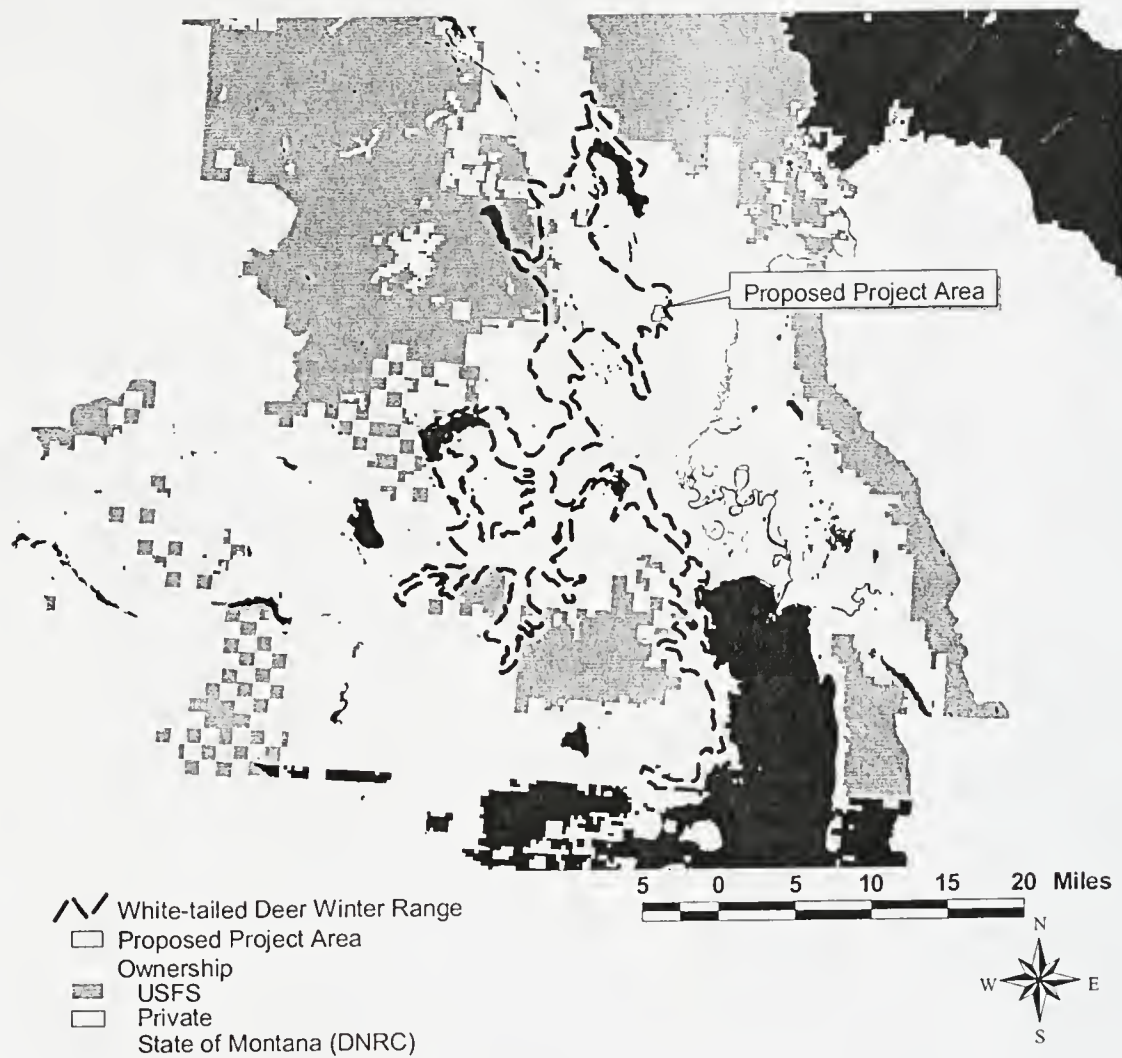 Proposed Project Area
5 0 5 10 15 20 Miles
White-tailed Deer Winter Range
Proposed Project Area
Ownership
USFS
Private
State of Montana (DNRC)
N
W E
S